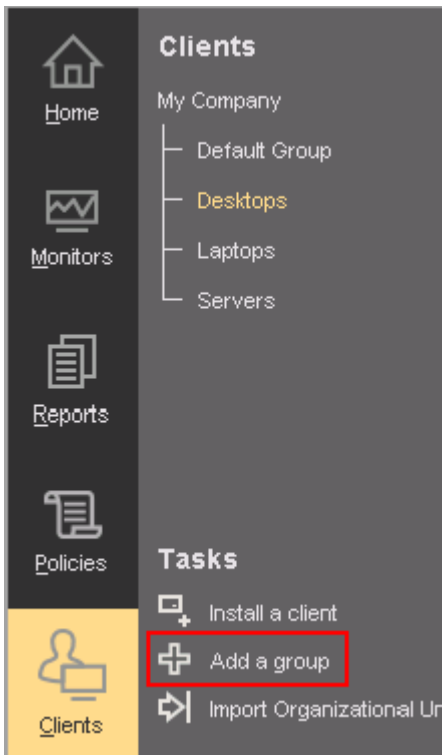 Home
Monitors
Reports
Policies
Clients
Clients
My Company
Default Group
Desktops
Laptops
Servers
Tasks
Install a client
Add a group
Import Organizational Un